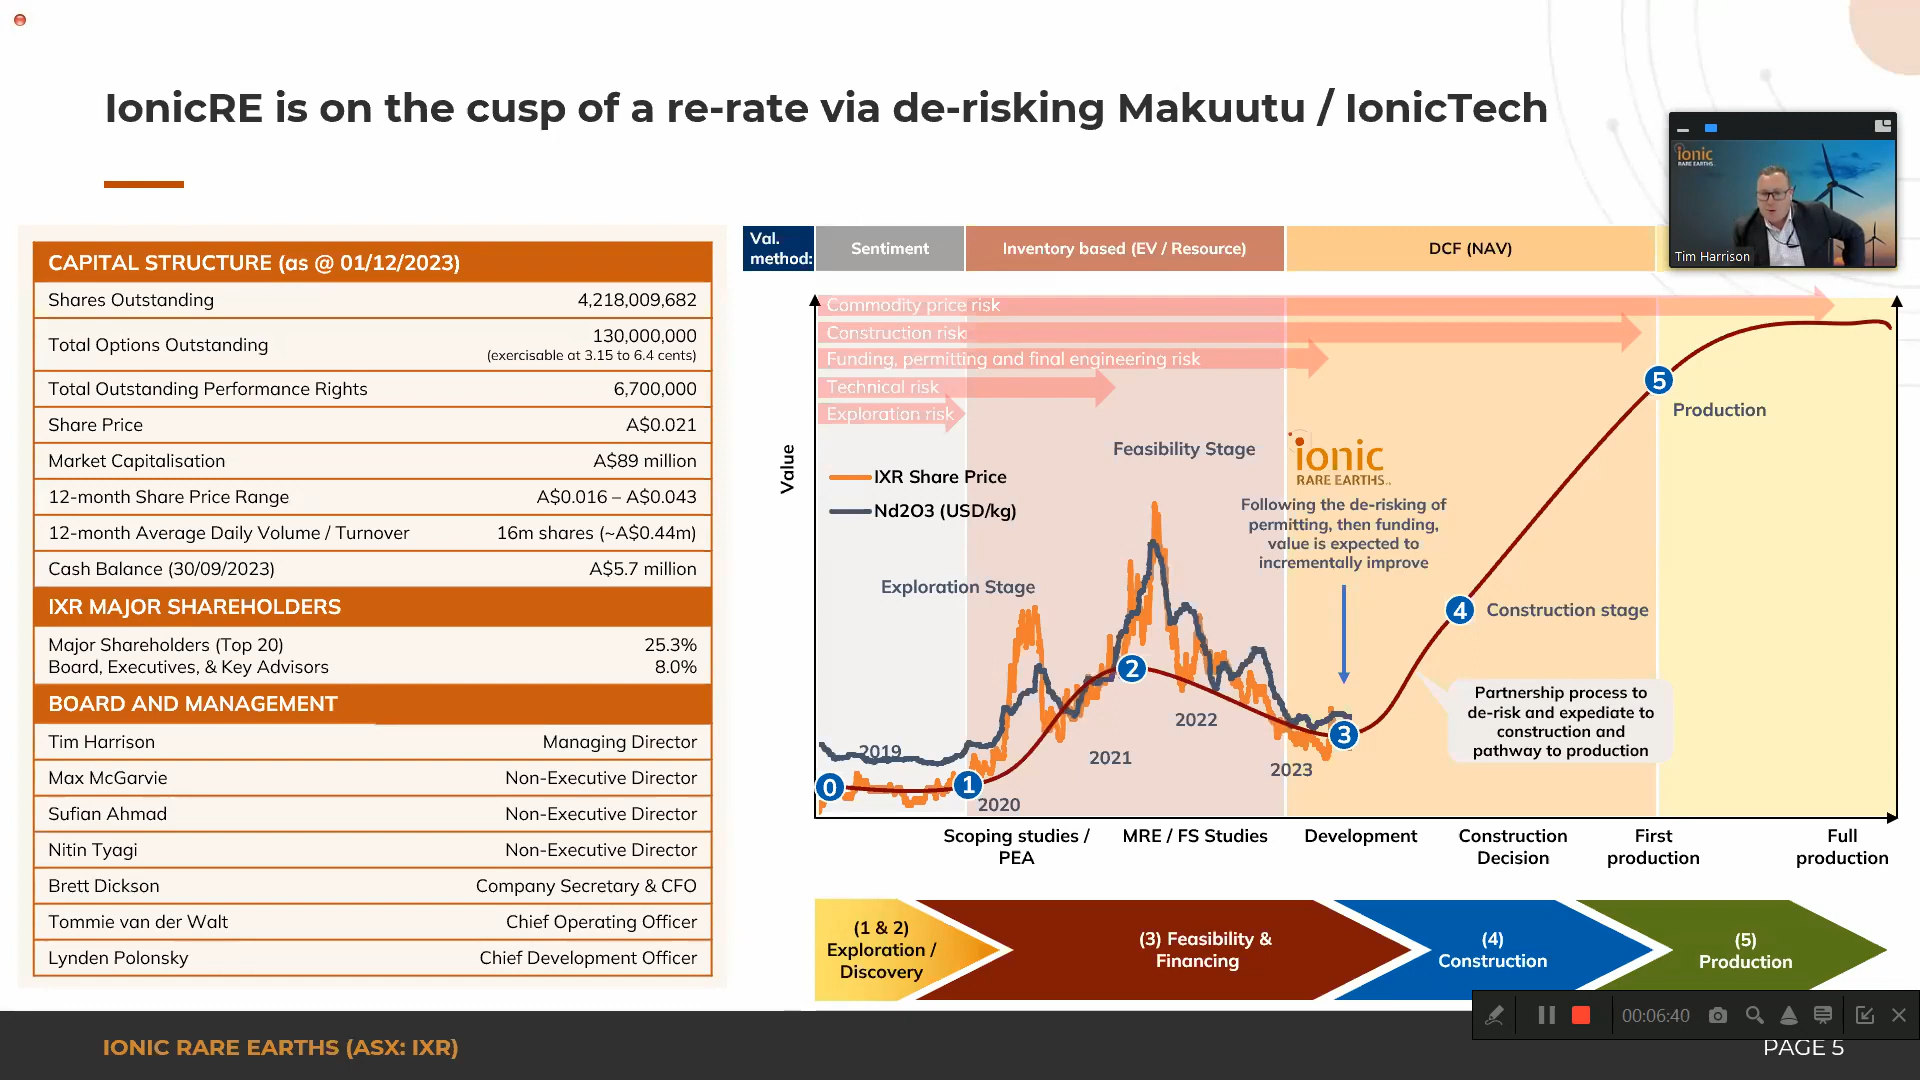 IonicRE is on the cusp of a re-rate via de-risking Makuutu / IonicTech
ionic
RARE EARTHS
Tim Harrison
CAPITAL STRUCTURE (as @ 01/12/2023)
Shares Outstanding 4,218,009,682
Total Options Outstanding 130,000,000
(exercisable at 3.15 to 6.4 cents)
Total Outstanding Performance Rights 6,700,000
Share Price A$0.021
Market Capitalisation A$89 million
12-month Share Price Range A$0.016 – A$0.043
12-month Average Daily Volume / Turnover 16m shares (~A$0.44m)
Cash Balance (30/09/2023) A$5.7 million
IXR MAJOR SHAREHOLDERS
Major Shareholders (Top 20) 25.3%
Board, Executives, & Key Advisors 8.0%
BOARD AND MANAGEMENT
Tim Harrison Managing Director
Max McGarvie Non-Executive Director
Sufian Ahmad Non-Executive Director
Nitin Tyagi Non-Executive Director
Brett Dickson Company Secretary & CFO
Tommie van der Walt Chief Operating Officer
Lynden Polonsky Chief Development Officer
Val.
method:
Sentiment
Inventory based (EV / Resource)
DCF (NAV)
Commodity price risk
Construction risk
Funding, permitting and final engineering risk
Technical risk
Exploration risk
Value
IXR Share Price
Nd2O3 (USD/kg)
Exploration Stage
Feasibility Stage
ionic
RARE EARTHS
Following the de-risking of
permitting, then funding,
value is expected to
incrementally improve
5
Production
4 Construction stage
Partnership process to
de-risk and expediate to
construction and
pathway to production
0
1
2
3
2019
2020
2021
2022
2023
Scoping studies /
PEA
MRE / FS Studies
Development
Construction
Decision
First
production
Full
production
(1 & 2)
Exploration /
Discovery
(3) Feasibility &
Financing
(4)
Construction
(5)
Production
00:06:40
IONIC RARE EARTHS (ASX: IXR)
PAGE 5